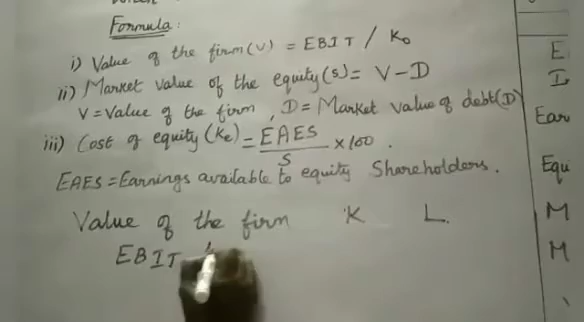 Formula:
i) Value of the firm (V) = EBIT / Ko
ii) Market value of the equity (S) = V - D
V = Value of the firm, D = Market value of debt (D)
iii) Cost of equity (Ke) = EAES / S × 100.
EAES = Earnings available to equity Shareholders.
Value of the firm K L
EBIT
E
I
Ear
Equ
M
M